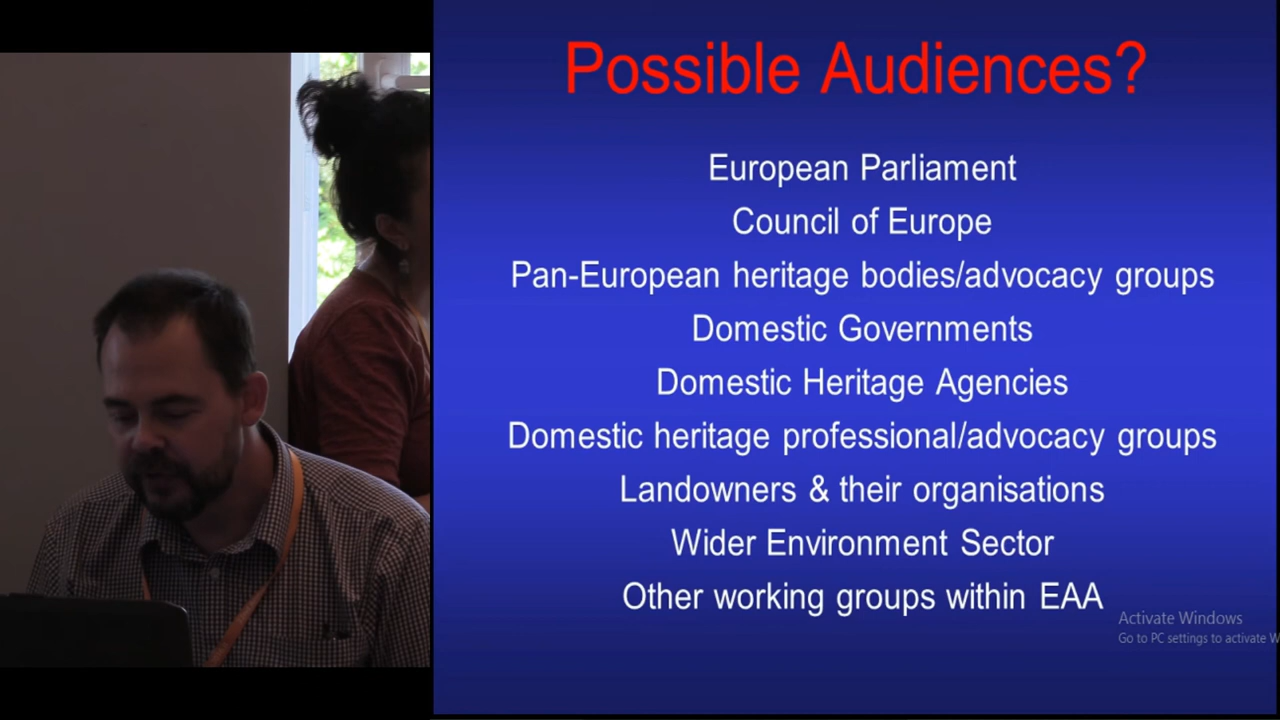 Possible Audiences?
European Parliament
Council of Europe
Pan-European heritage bodies/advocacy groups
Domestic Governments
Domestic Heritage Agencies
Domestic heritage professional/advocacy groups
Landowners & their organisations
Wider Environment Sector
Other working groups within EAA
Activate Windows
Go to PC settings to activate W